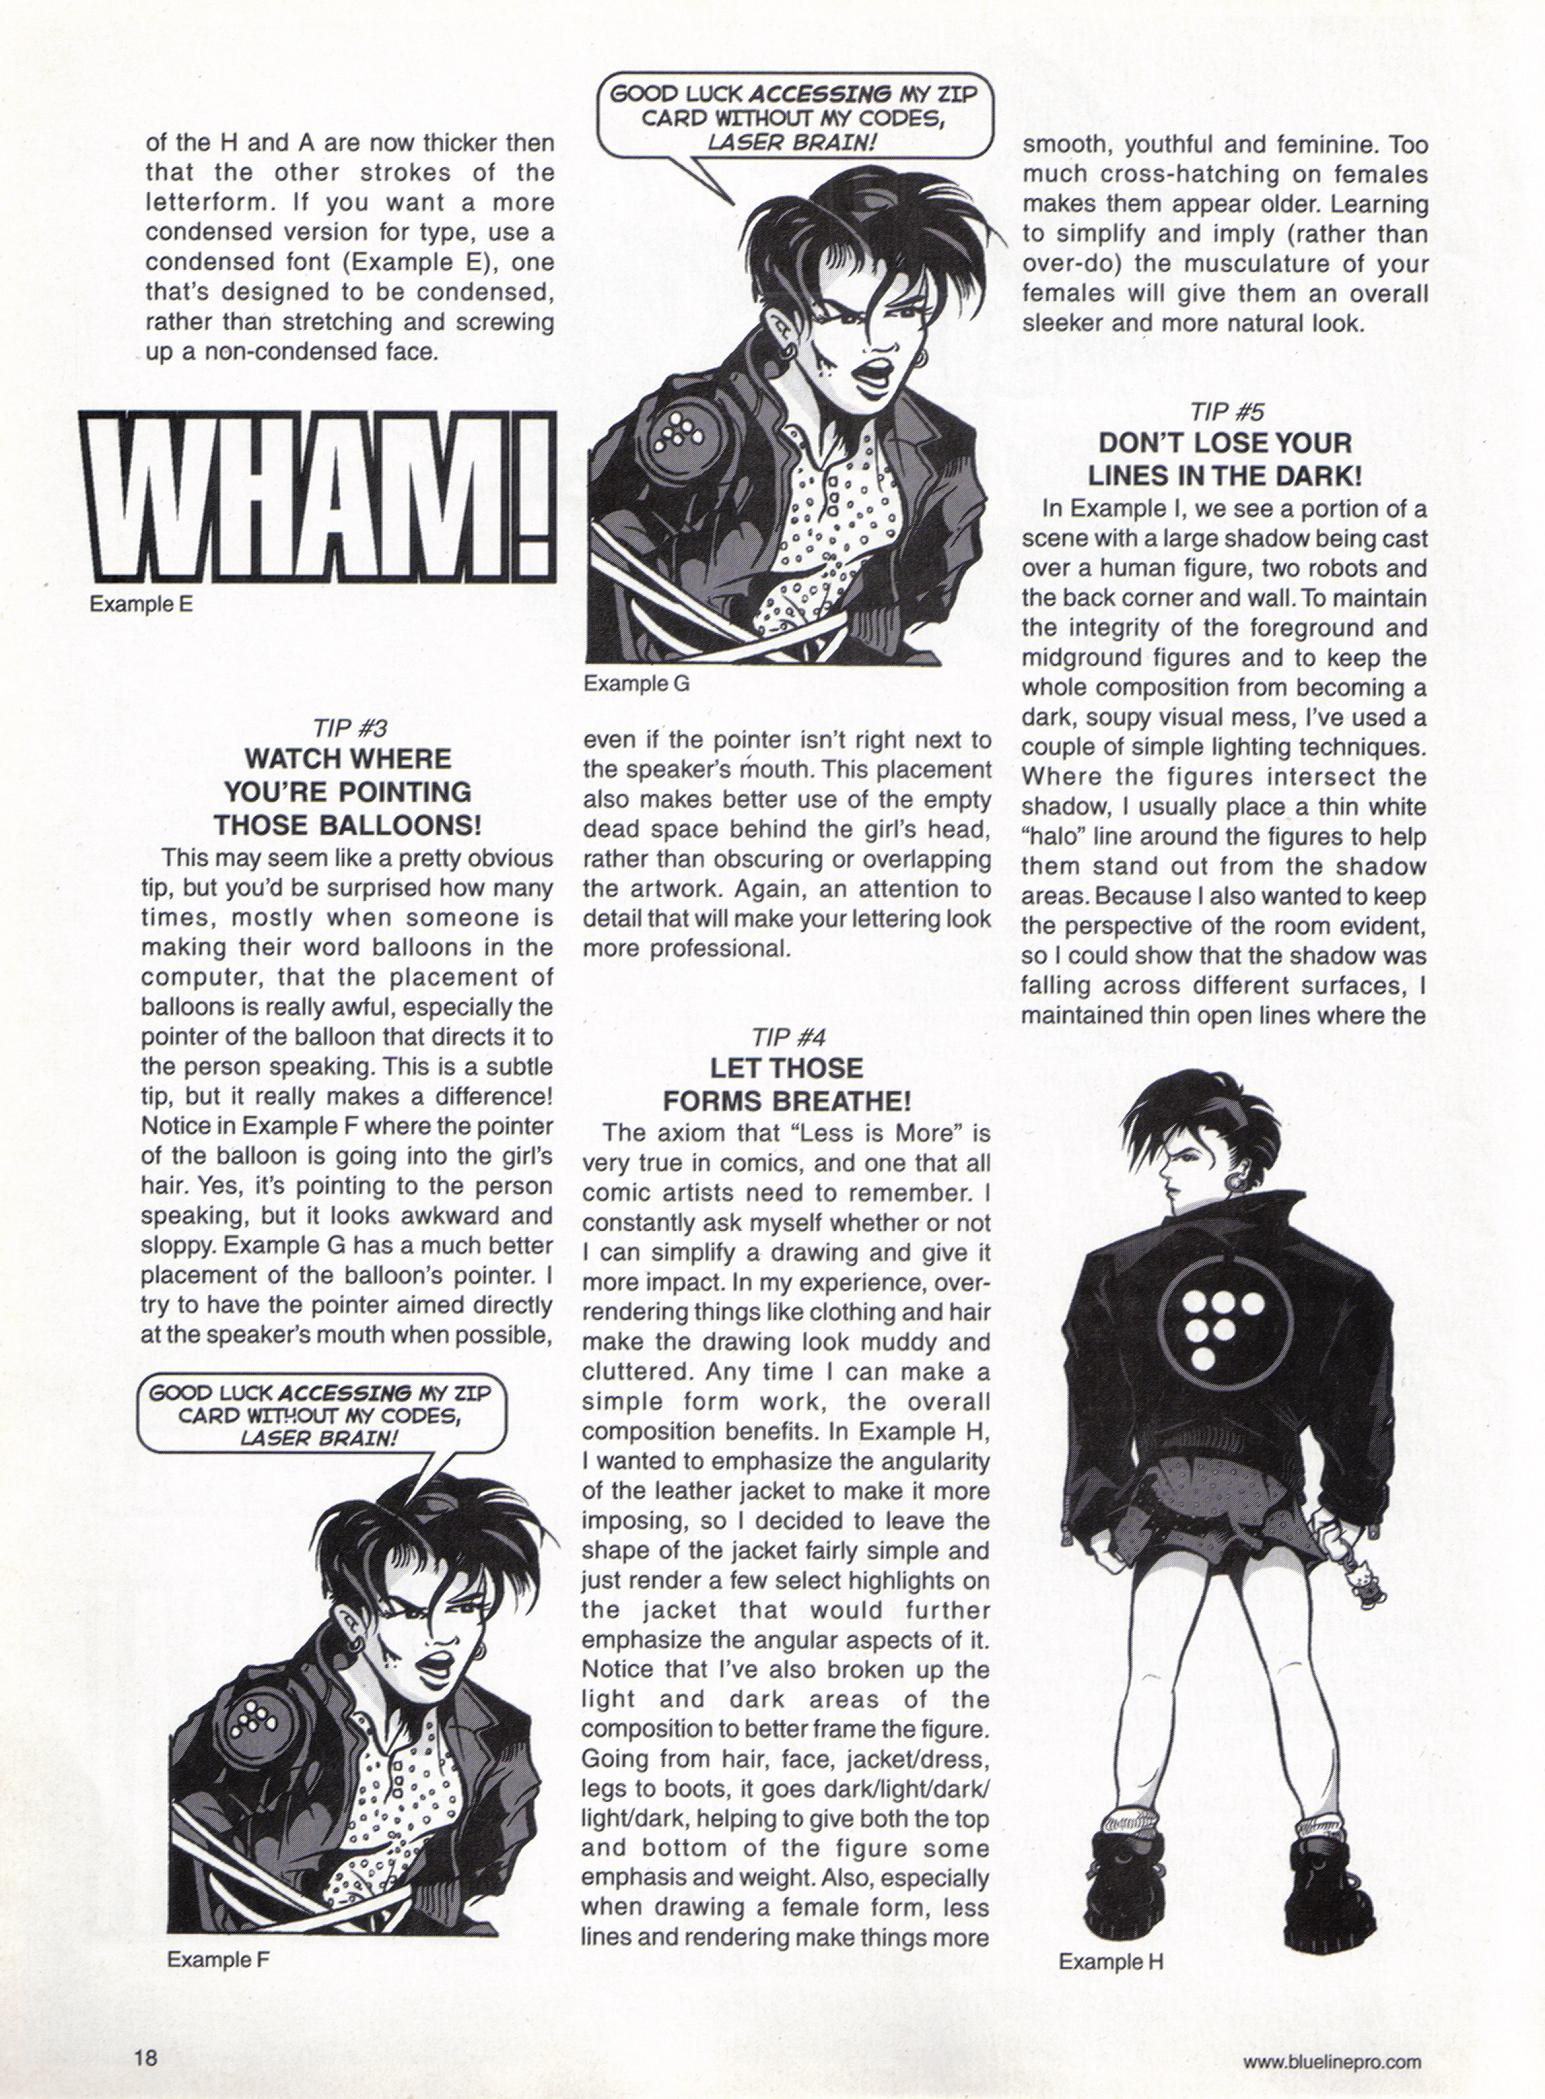 of the H and A are now thicker then
that the other strokes of the
letterform. If you want a more
condensed version for type, use a
condensed font (Example E), one
that's designed to be condensed,
rather than stretching and screwing
up a non-condensed face.
WHAM!
Example E
TIP #3
WATCH WHERE
YOU'RE POINTING
THOSE BALLOONS!
This may seem like a pretty obvious
tip, but you'd be surprised how many
times, mostly when someone is
making their word balloons in the
computer, that the placement of
balloons is really awful, especially the
pointer of the balloon that directs it to
the person speaking. This is a subtle
tip, but it really makes a difference!
Notice in Example F where the pointer
of the balloon is going into the girl's
hair. Yes, it's pointing to the person
speaking, but it looks awkward and
sloppy. Example G has a much better
placement of the balloon's pointer. I
try to have the pointer aimed directly
at the speaker's mouth when possible,
GOOD LUCK ACCESSING MY ZIP
CARD WITHOUT MY CODES,
LASER BRAIN!
Example F
GOOD LUCK ACCESSING MY ZIP
CARD WITHOUT MY CODES,
LASER BRAIN!
Example G
even if the pointer isn't right next to
the speaker's mouth. This placement
also makes better use of the empty
dead space behind the girl's head,
rather than obscuring or overlapping
the artwork. Again, an attention to
detail that will make your lettering look
more professional.
TIP #4
LET THOSE
FORMS BREATHE!
The axiom that “Less is More” is
very true in comics, and one that all
comic artists need to remember. I
constantly ask myself whether or not
I can simplify a drawing and give it
more impact. In my experience, over-
rendering things like clothing and hair
make the drawing look muddy and
cluttered. Any time I can make a
simple form work, the overall
composition benefits. In Example H,
I wanted to emphasize the angularity
of the leather jacket to make it more
imposing, so I decided to leave the
shape of the jacket fairly simple and
just render a few select highlights on
the jacket that would further
emphasize the angular aspects of it.
Notice that I've also broken up the
light and dark areas of the
composition to better frame the figure.
Going from hair, face, jacket/dress,
legs to boots, it goes dark/light/dark/
light/dark, helping to give both the top
and bottom of the figure some
emphasis and weight. Also, especially
when drawing a female form, less
lines and rendering make things more
smooth, youthful and feminine. Too
much cross-hatching on females
makes them appear older. Learning
to simplify and imply (rather than
over-do) the musculature of your
females will give them an overall
sleeker and more natural look.
TIP #5
DON'T LOSE YOUR
LINES IN THE DARK!
In Example I, we see a portion of a
scene with a large shadow being cast
over a human figure, two robots and
the back corner and wall. To maintain
the integrity of the foreground and
midground figures and to keep the
whole composition from becoming a
dark, soupy visual mess, I've used a
couple of simple lighting techniques.
Where the figures intersect the
shadow, I usually place a thin white
“halo” line around the figures to help
them stand out from the shadow
areas. Because I also wanted to keep
the perspective of the room evident,
so I could show that the shadow was
falling across different surfaces, I
maintained thin open lines where the
Example H
18
www.bluelinepro.com